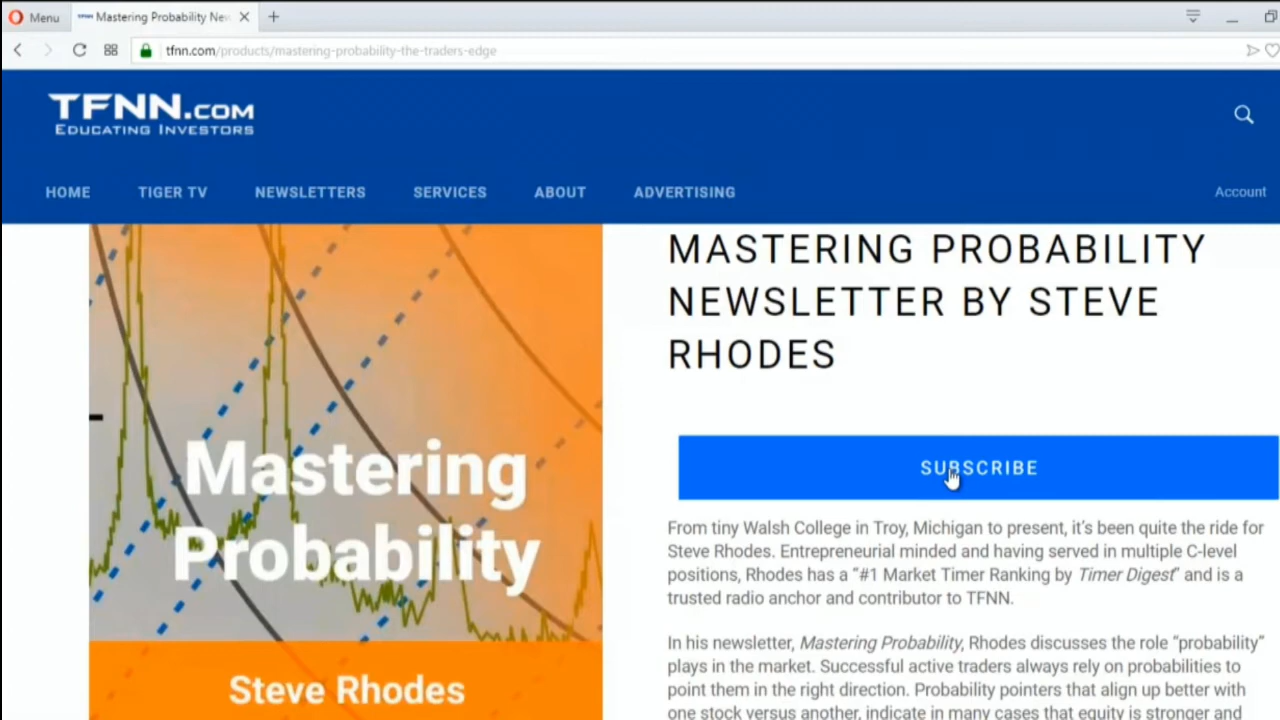 Menu
Mastering Probability New
tfnn.com/products/mastering-probability-the-traders-edge
TFNN.COM
EDUCATING INVESTORS
HOME TIGER TV NEWSLETTERS SERVICES ABOUT ADVERTISING
Account
MASTERING PROBABILITY
NEWSLETTER BY STEVE
RHODES
Mastering
Probability
Steve Rhodes
SUBSCRIBE
From tiny Walsh College in Troy, Michigan to present, it's been quite the ride for
Steve Rhodes. Entrepreneurial minded and having served in multiple C-level
positions, Rhodes has a “#1 Market Timer Ranking by Timer Digest” and is a
trusted radio anchor and contributor to TFNN.
In his newsletter, Mastering Probability, Rhodes discusses the role “probability”
plays in the market. Successful active traders always rely on probabilities to
point them in the right direction. Probability pointers that align up better with
one stock versus another, indicate in many cases that equity is stronger and